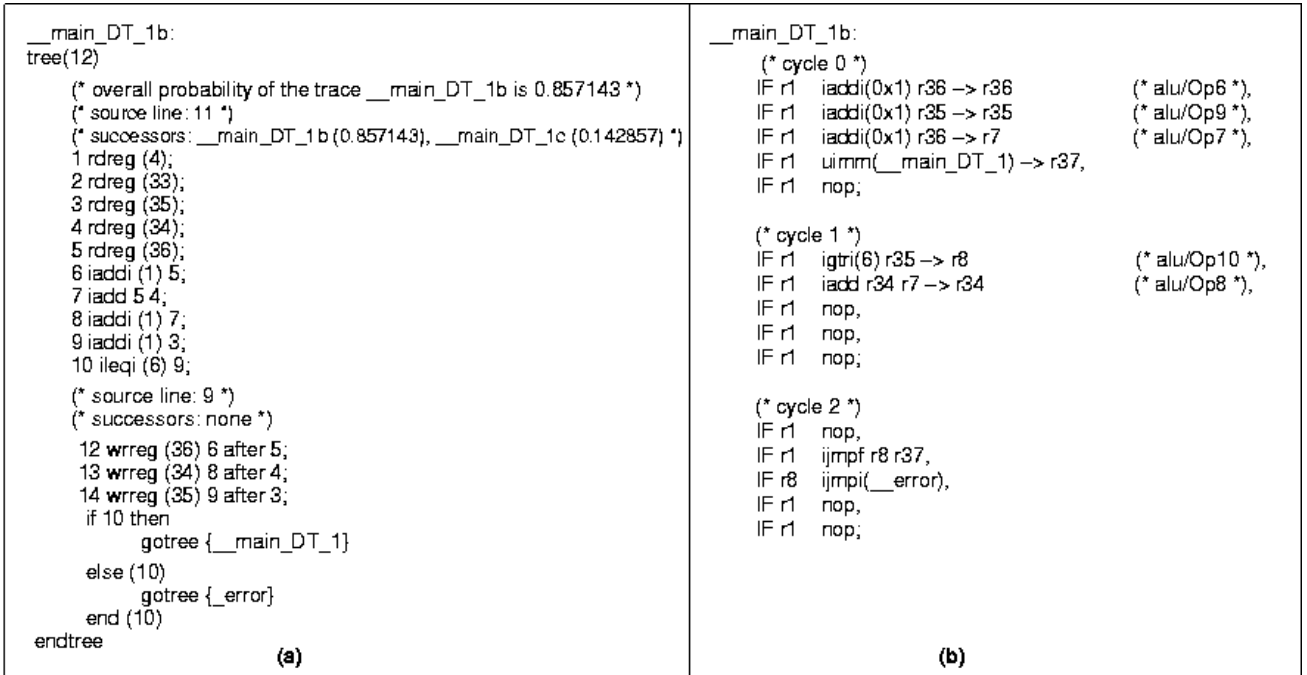 __main_DT_1b:
tree(12)
(* overall probability of the trace __main_DT_1b is 0.857143 *)
(* source line: 11 *)
(* successors: __main_DT_1b (0.857143), __main_DT_1c (0.142857) *)
1 rdreg (4);
2 rdreg (33);
3 rdreg (35);
4 rdreg (34);
5 rdreg (36);
6 iaddi (1) 5;
7 iadd 5 4;
8 iaddi (1) 7;
9 iaddi (1) 3;
10 ileqi (6) 9;
(* source line: 9 *)
(* successors: none *)
12 wrreg (36) 6 after 5;
13 wrreg (34) 8 after 4;
14 wrreg (35) 9 after 3;
if 10 then
gotree {__main_DT_1}
else (10)
gotree {_error}
end (10)
endtree
(a)
__main_DT_1b:
(* cycle 0 *)
IF r1 iaddi(0x1) r36 –> r36 (* alu/Op6 *),
IF r1 iaddi(0x1) r35 –> r35 (* alu/Op9 *),
IF r1 iaddi(0x1) r36 –> r7 (* alu/Op7 *),
IF r1 uimm(__main_DT_1) –> r37,
IF r1 nop;
(* cycle 1 *)
IF r1 igtri(6) r35 –> r8 (* alu/Op10 *),
IF r1 iadd r34 r7 –> r34 (* alu/Op8 *),
IF r1 nop,
IF r1 nop,
IF r1 nop;
(* cycle 2 *)
IF r1 nop,
IF r1 ijmpf r8 r37,
IF r8 ijmpi(__error),
IF r1 nop,
IF r1 nop;
(b)